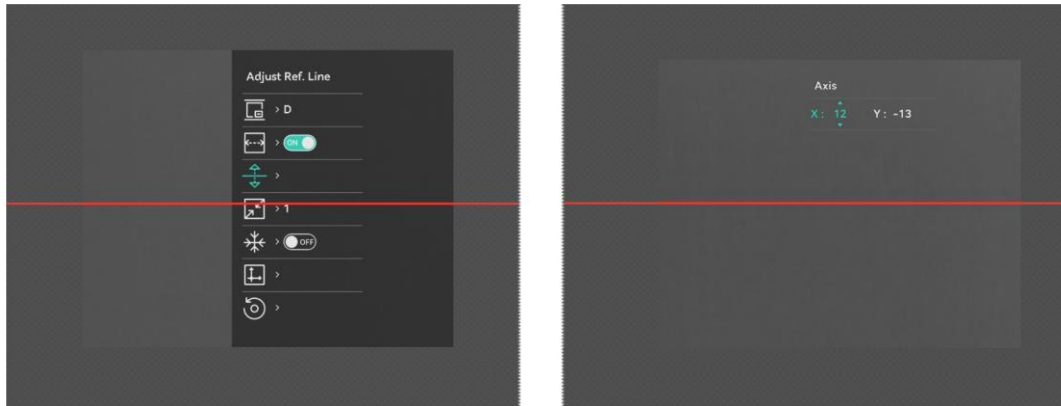 Adjust Ref. Line
> D
> ON
>
> 1
> OFF
>
>
Axis
X: 12 Y: -13